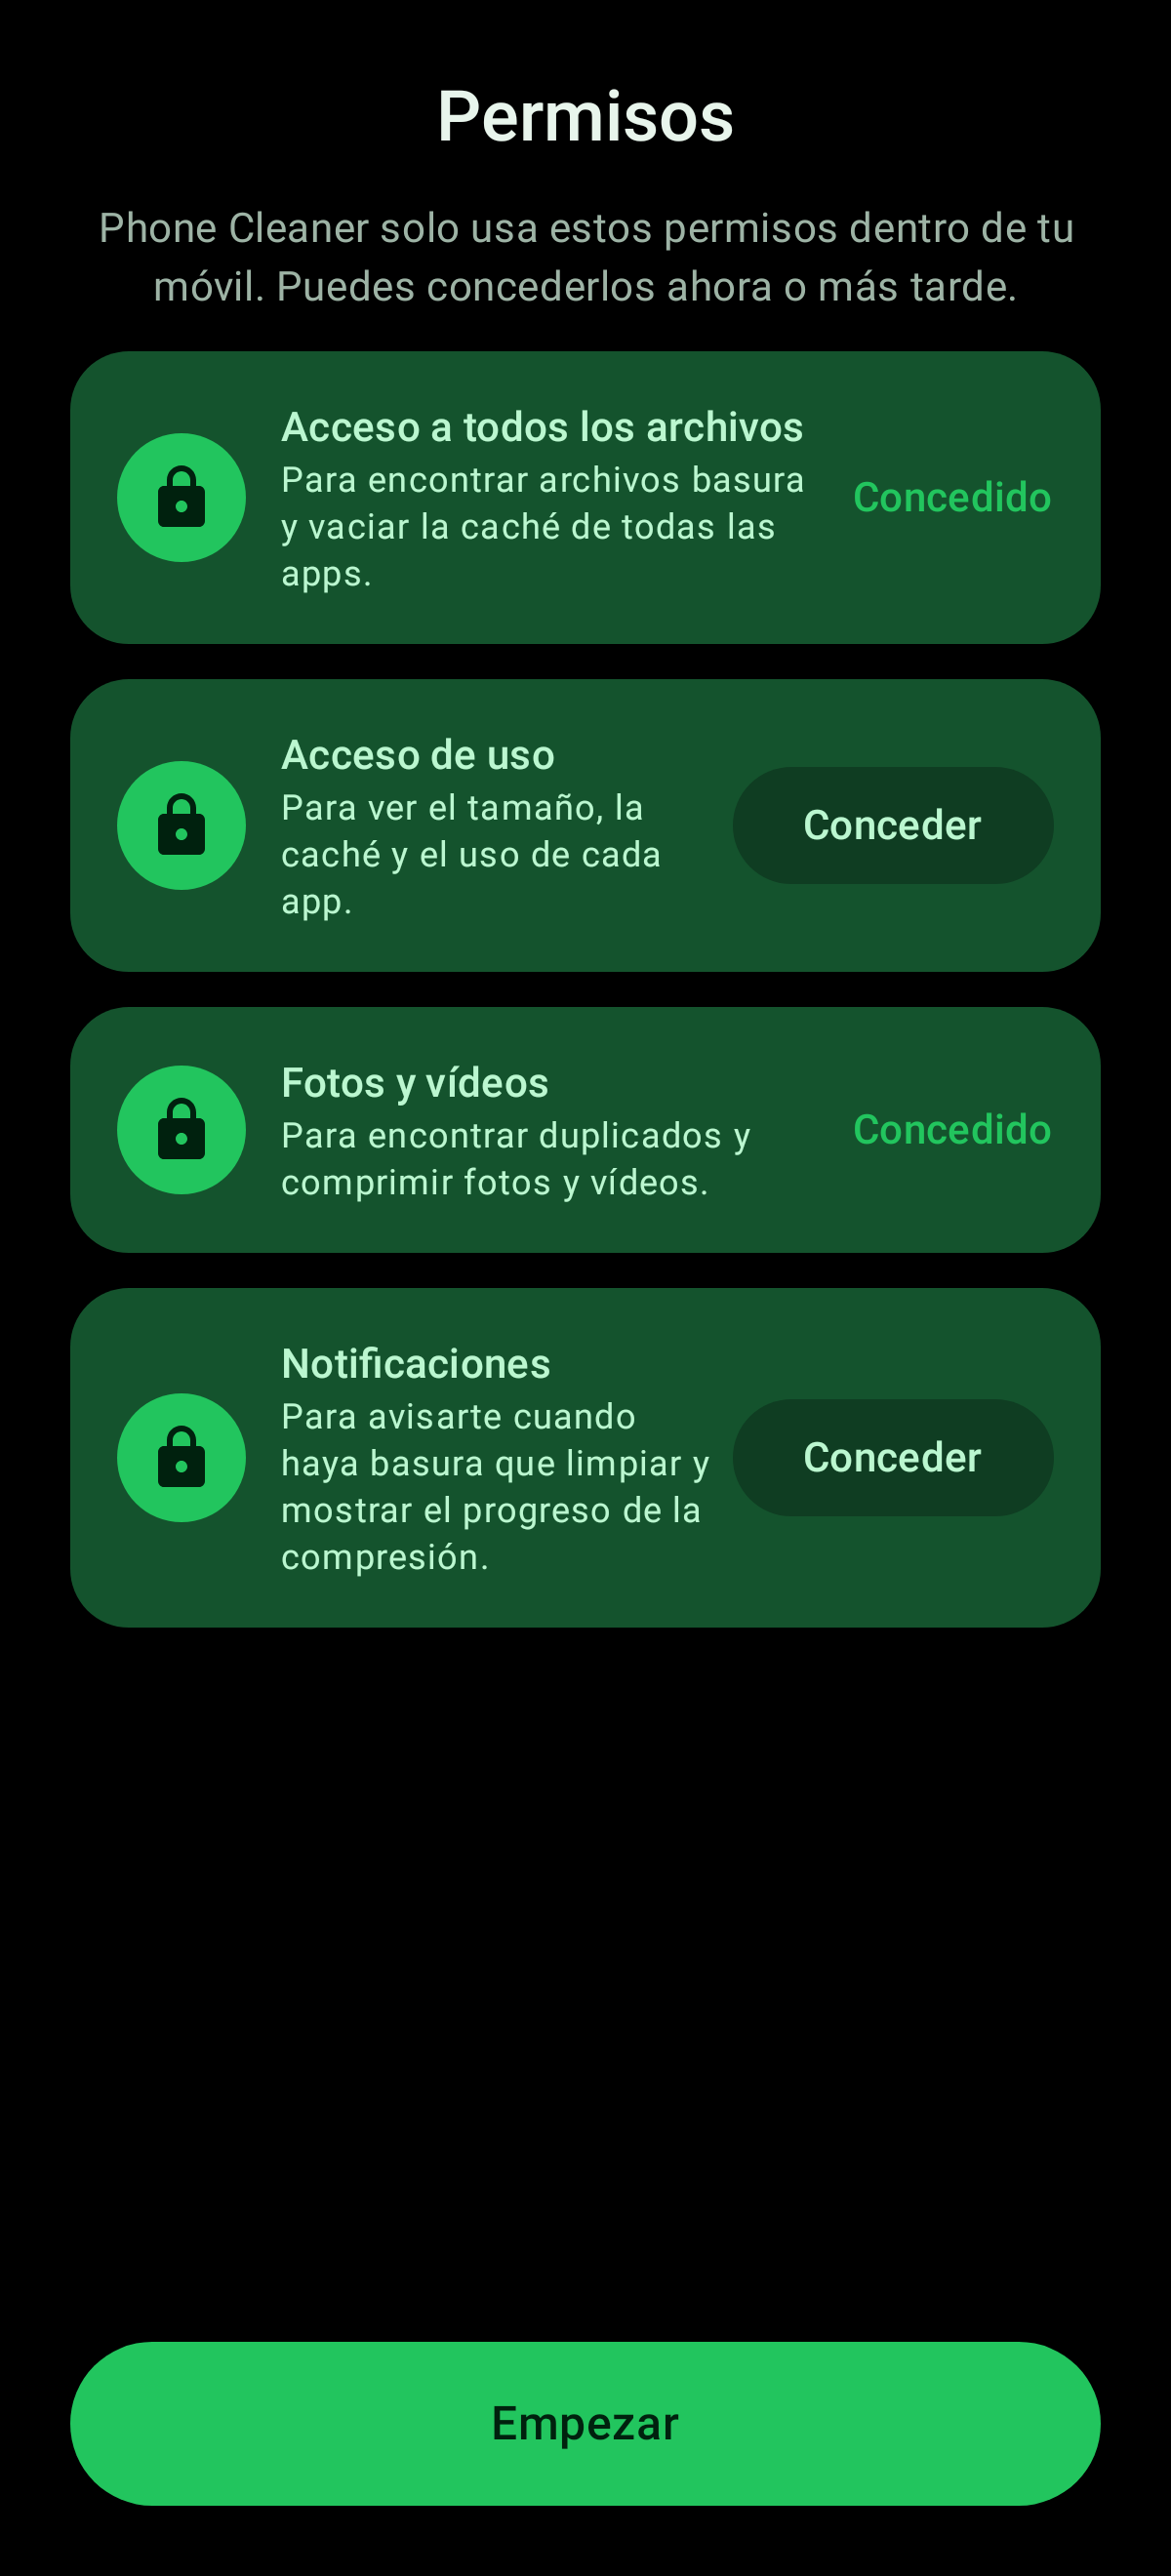 Permisos
Phone Cleaner solo usa estos permisos dentro de tu
móvil. Puedes concederlos ahora o más tarde.
Acceso a todos los archivos
Para encontrar archivos basura
y vaciar la caché de todas las
apps.
Concedido
Acceso de uso
Para ver el tamaño, la
caché y el uso de cada
app.
Conceder
Fotos y vídeos
Para encontrar duplicados y
comprimir fotos y vídeos.
Concedido
Notificaciones
Para avisarte cuando
haya basura que limpiar y
mostrar el progreso de la
compresión.
Conceder
Empezar